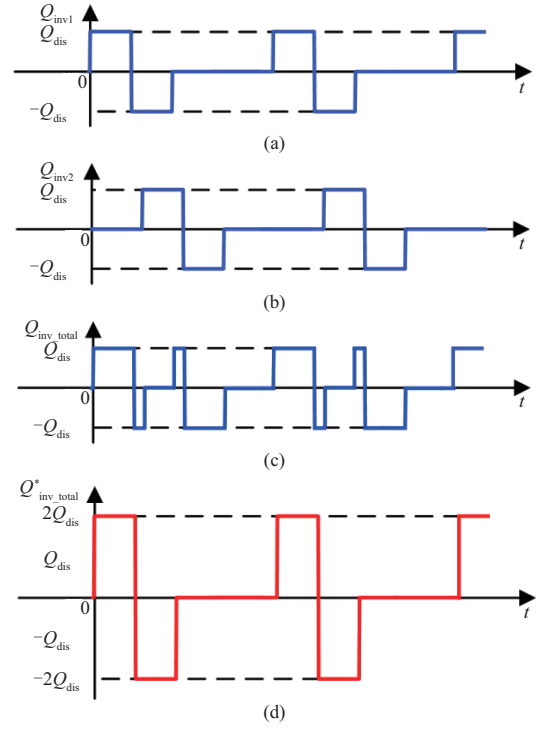 Q_inv1
Q_dis
0
t
−Q_dis
(a)
Q_inv2
Q_dis
0
t
−Q_dis
(b)
Q_inv_total
Q_dis
0
t
−Q_dis
(c)
Q*_inv_total
2Q_dis
Q_dis
0
t
−Q_dis
−2Q_dis
(d)